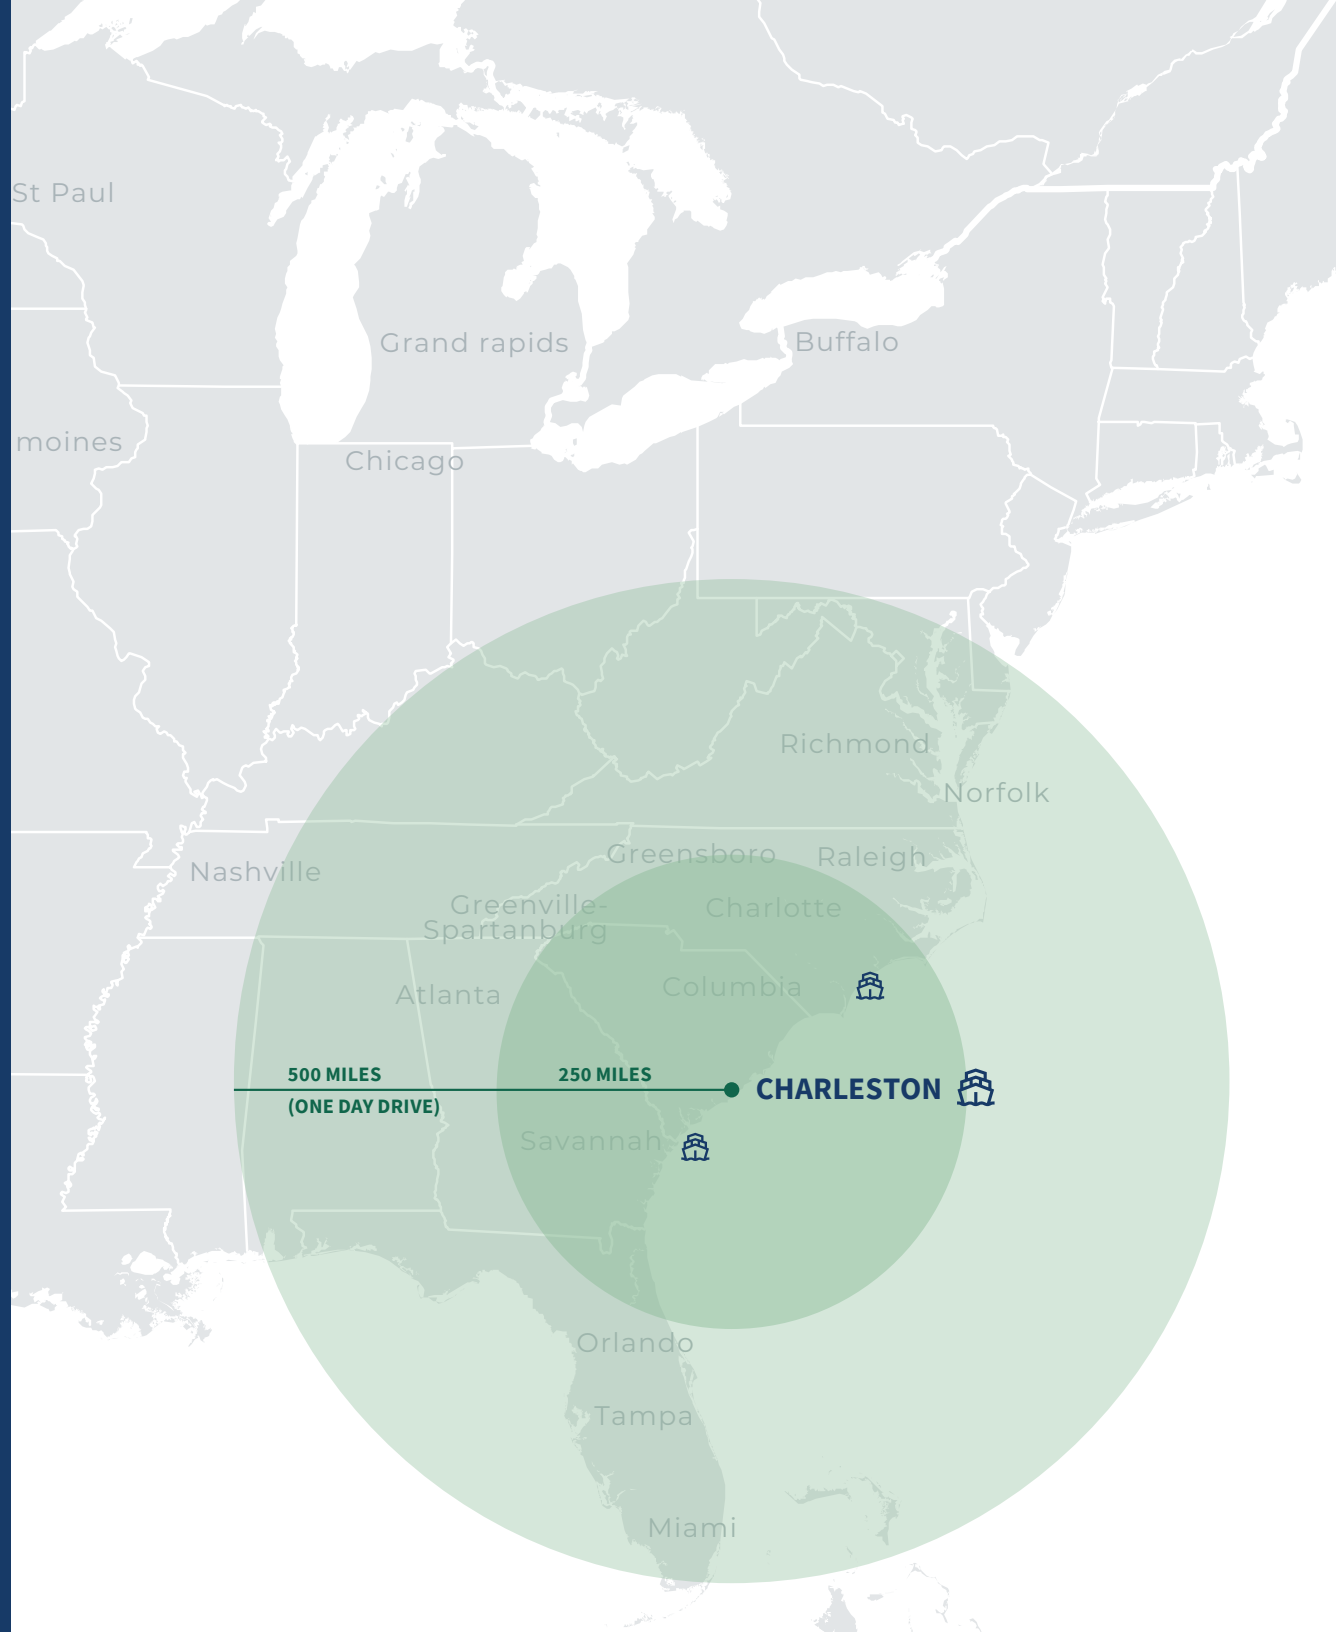 St Paul
Grand rapids
Buffalo
moines
Chicago
Richmond
Norfolk
Greensboro
Raleigh
Nashville
Greenville-
Spartanburg
Charlotte
Columbia
Atlanta
500 MILES
250 MILES
CHARLESTON
(ONE DAY DRIVE)
Savannah
Orlando
Tampa
Miami